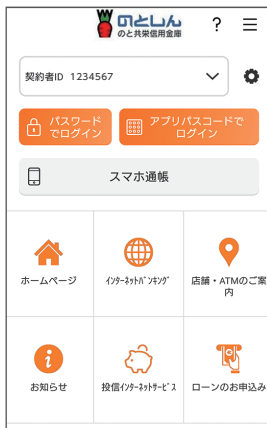 のとしん
のと共栄信用金庫
?
契約者ID 1234567
パスワード
でログイン
アプリパスコードで
ログイン
スマホ通帳
ホームページ
ｲﾝﾀｰﾈｯﾄﾊﾞﾝｷﾝｸﾞ
店舗・ATMのご案
内
お知らせ
投信ｲﾝﾀｰﾈｯﾄｻｰﾋﾞｽ
ローンのお申込み